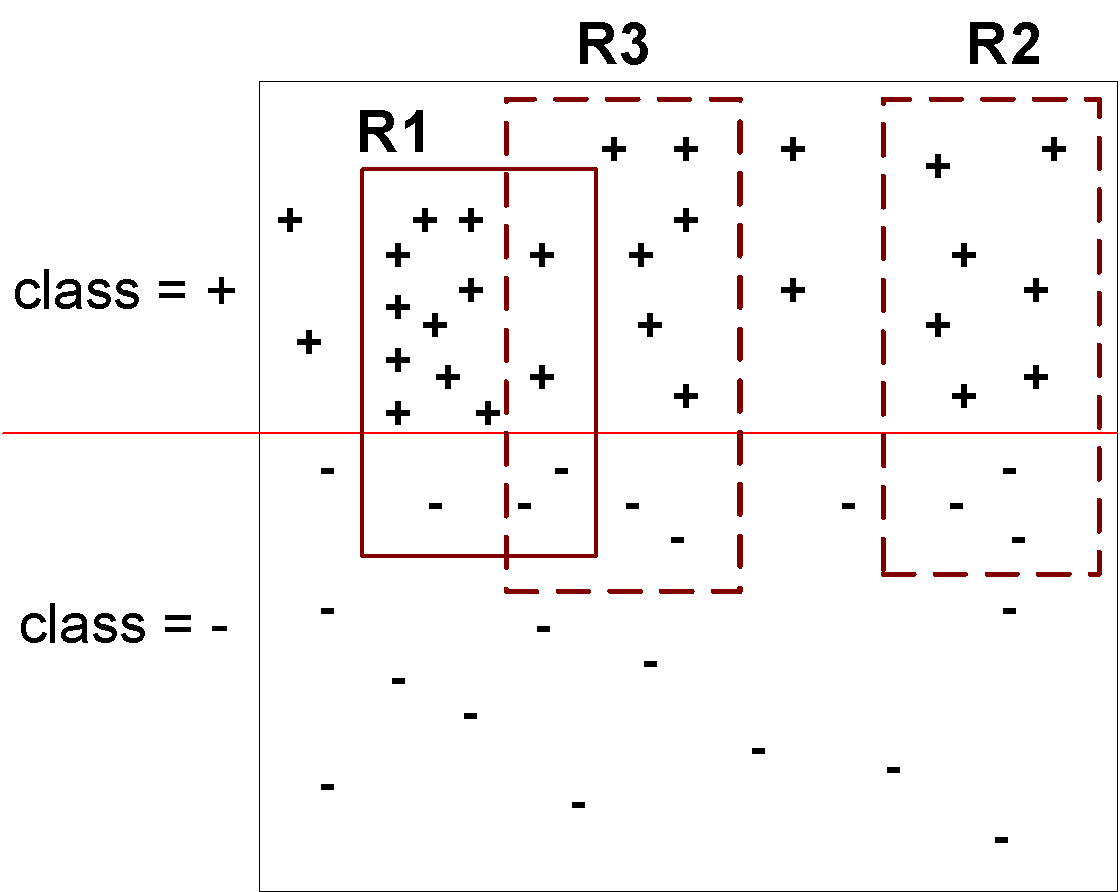 R3 R2
R1
class = +
class = -